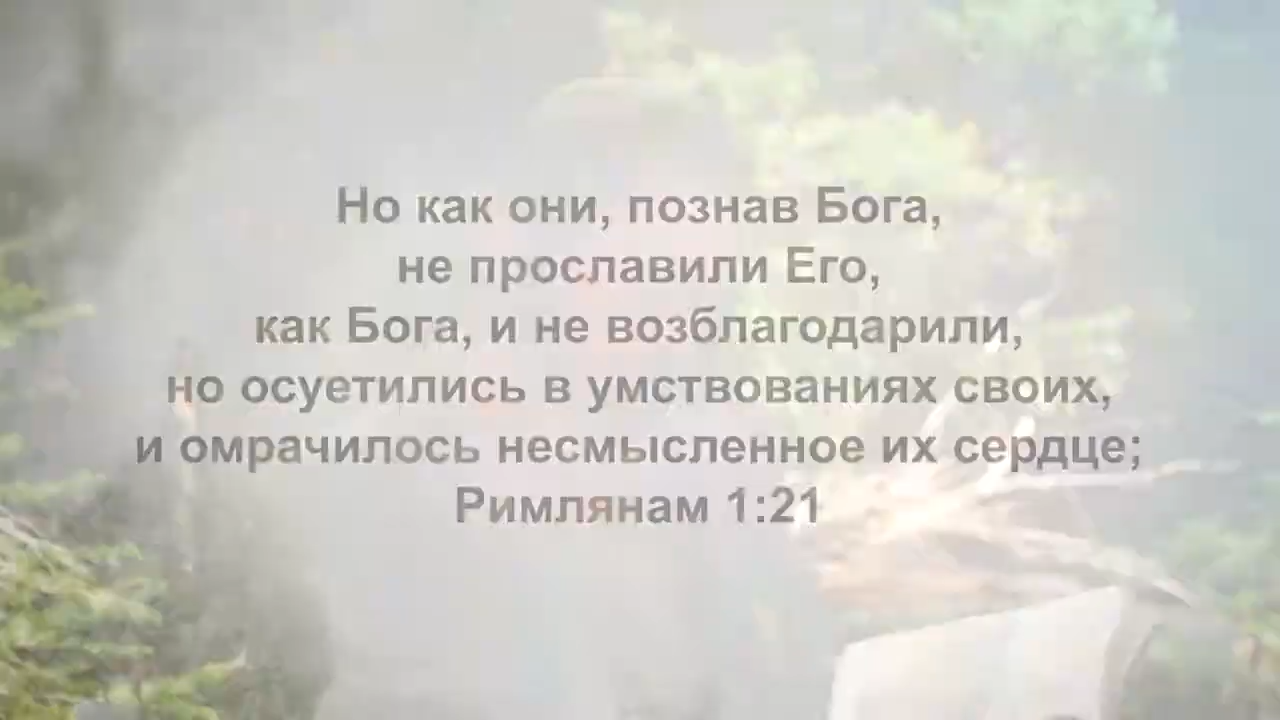 Но как они, познав Бога,
не прославили Его,
как Бога, и не возблагодарили,
но осуетились в умствованиях своих,
и омрачилось несмысленное их сердце;
Римлянам 1:21